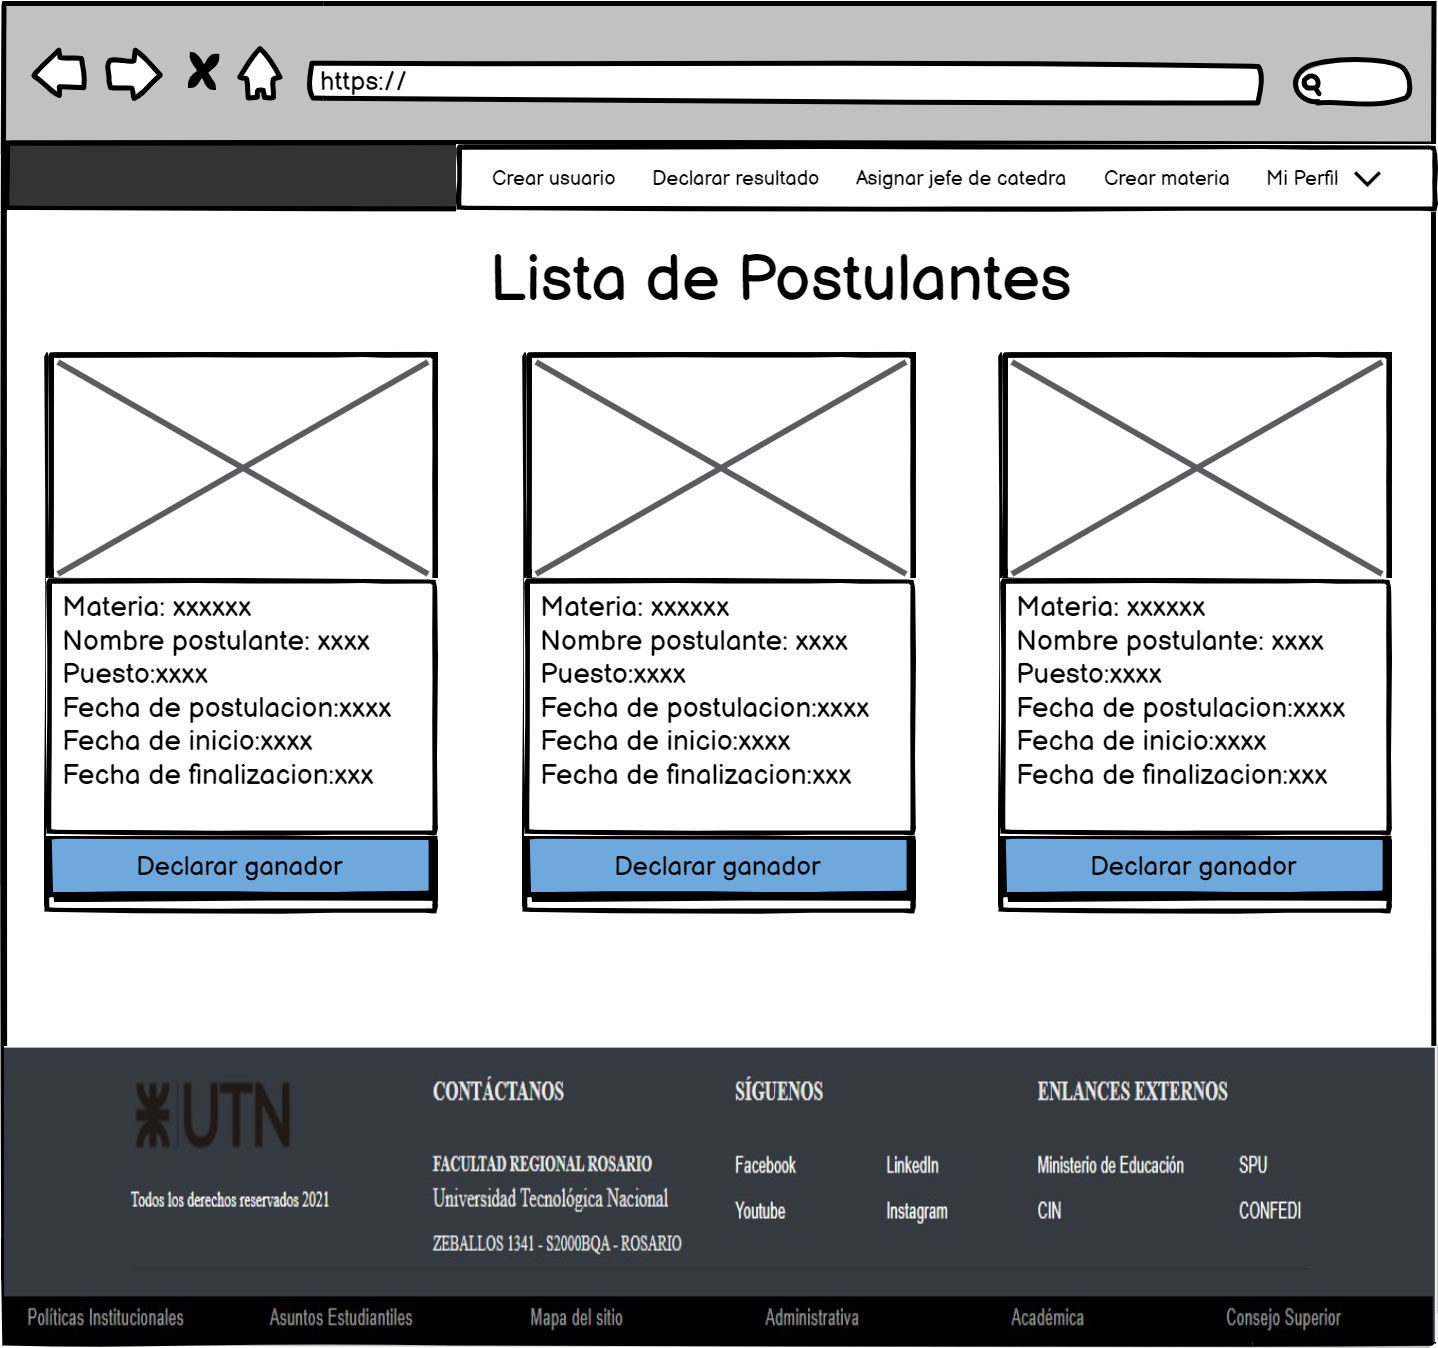 https://
Crear usuario Declarar resultado Asignar jefe de catedra Crear materia Mi Perfil
Lista de Postulantes
Materia: xxxxxx
Nombre postulante: xxxx
Puesto:xxxx
Fecha de postulacion:xxxx
Fecha de inicio:xxxx
Fecha de finalizacion:xxx
Declarar ganador
Materia: xxxxxx
Nombre postulante: xxxx
Puesto:xxxx
Fecha de postulacion:xxxx
Fecha de inicio:xxxx
Fecha de finalizacion:xxx
Declarar ganador
Materia: xxxxxx
Nombre postulante: xxxx
Puesto:xxxx
Fecha de postulacion:xxxx
Fecha de inicio:xxxx
Fecha de finalizacion:xxx
Declarar ganador
UTN
Todos los derechos reservados 2021
CONTÁCTANOS
FACULTAD REGIONAL ROSARIO
Universidad Tecnológica Nacional
ZEBALLOS 1341 - S2000BQA - ROSARIO
SÍGUENOS
Facebook LinkedIn
Youtube Instagram
ENLANCES EXTERNOS
Ministerio de Educación SPU
CIN CONFEDI
Políticas Institucionales Asuntos Estudiantiles Mapa del sitio Administrativa Académica Consejo Superior